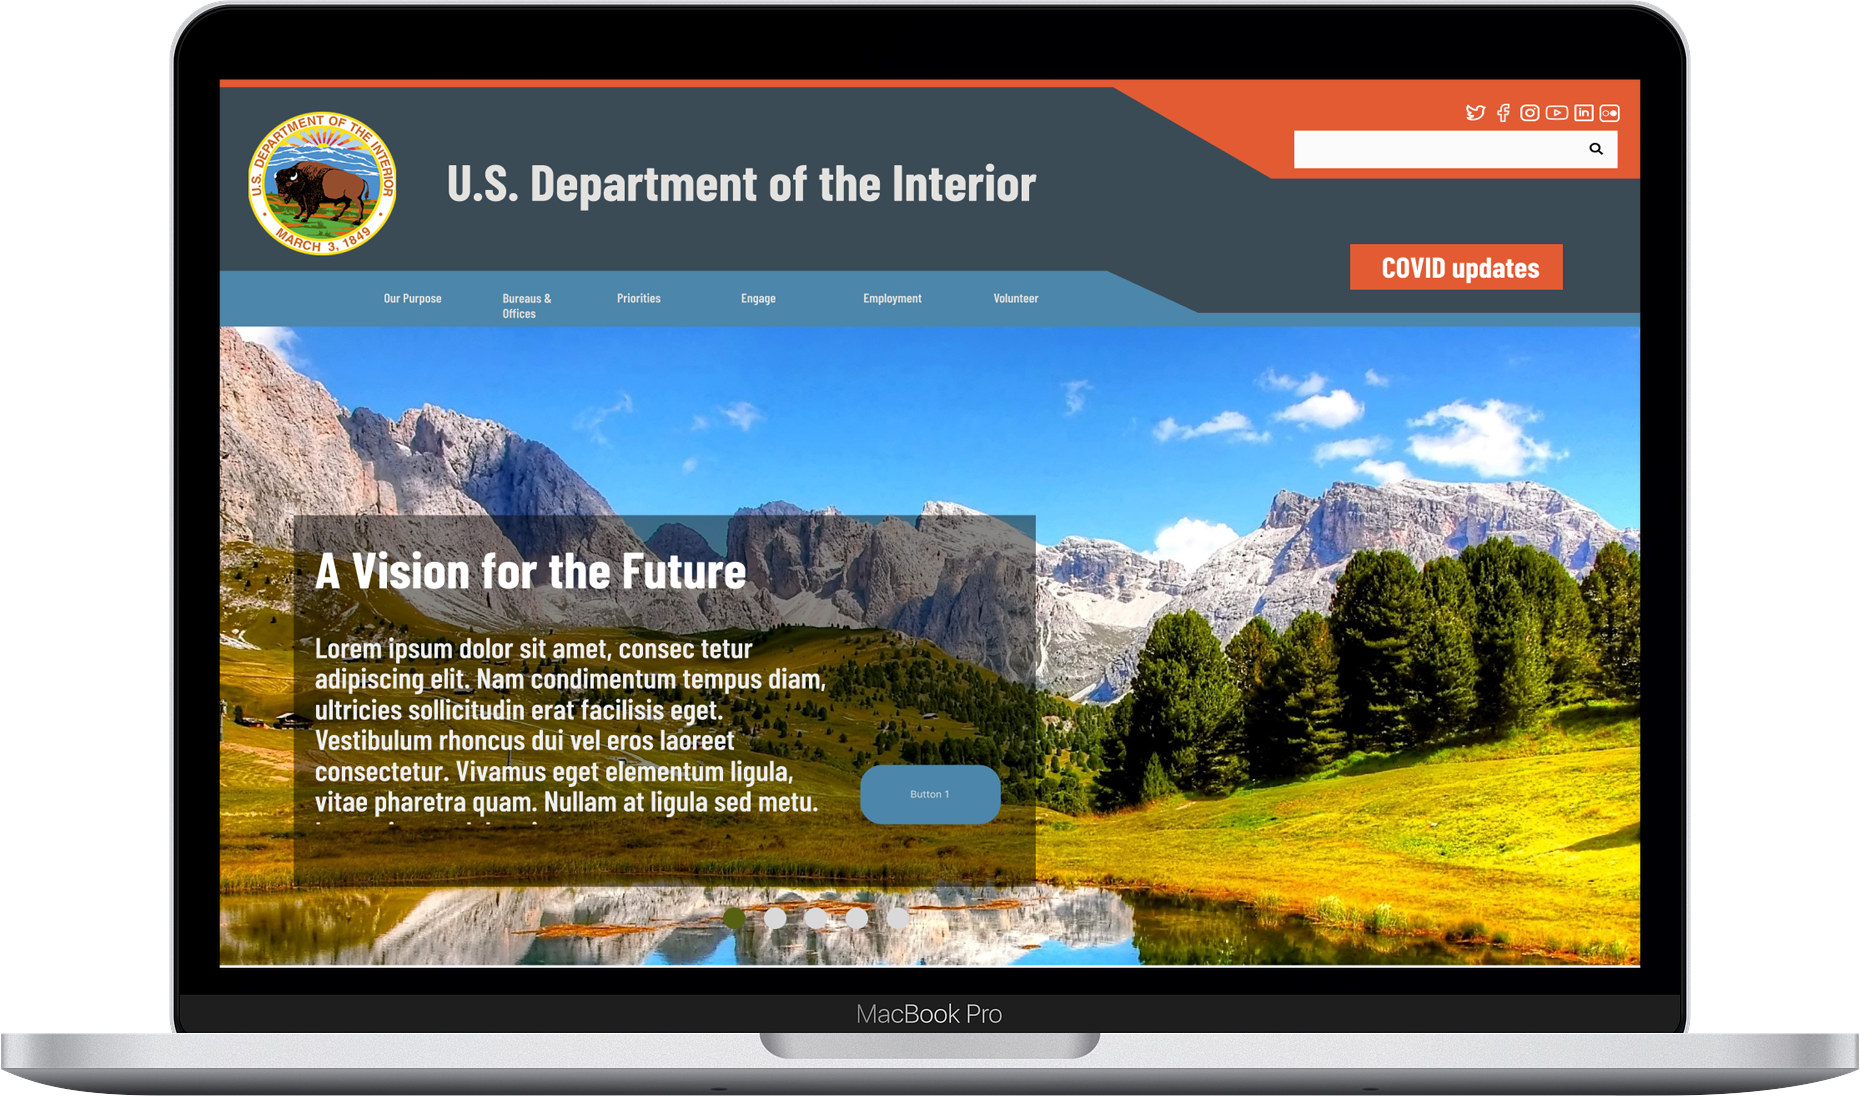 U.S. DEPARTMENT OF THE INTERIOR
MARCH 3, 1849
U.S. Department of the Interior
in
COVID updates
Our Purpose
Bureaus &
Offices
Priorities
Engage
Employment
Volunteer
A Vision for the Future
Lorem ipsum dolor sit amet, consec tetur
adipiscing elit. Nam condimentum tempus diam,
ultricies sollicitudin erat facilisis eget.
Vestibulum rhoncus dui vel eros laoreet
consectetur. Vivamus eget elementum ligula,
vitae pharetra quam. Nullam at ligula sed metu.
Button 1
MacBook Pro